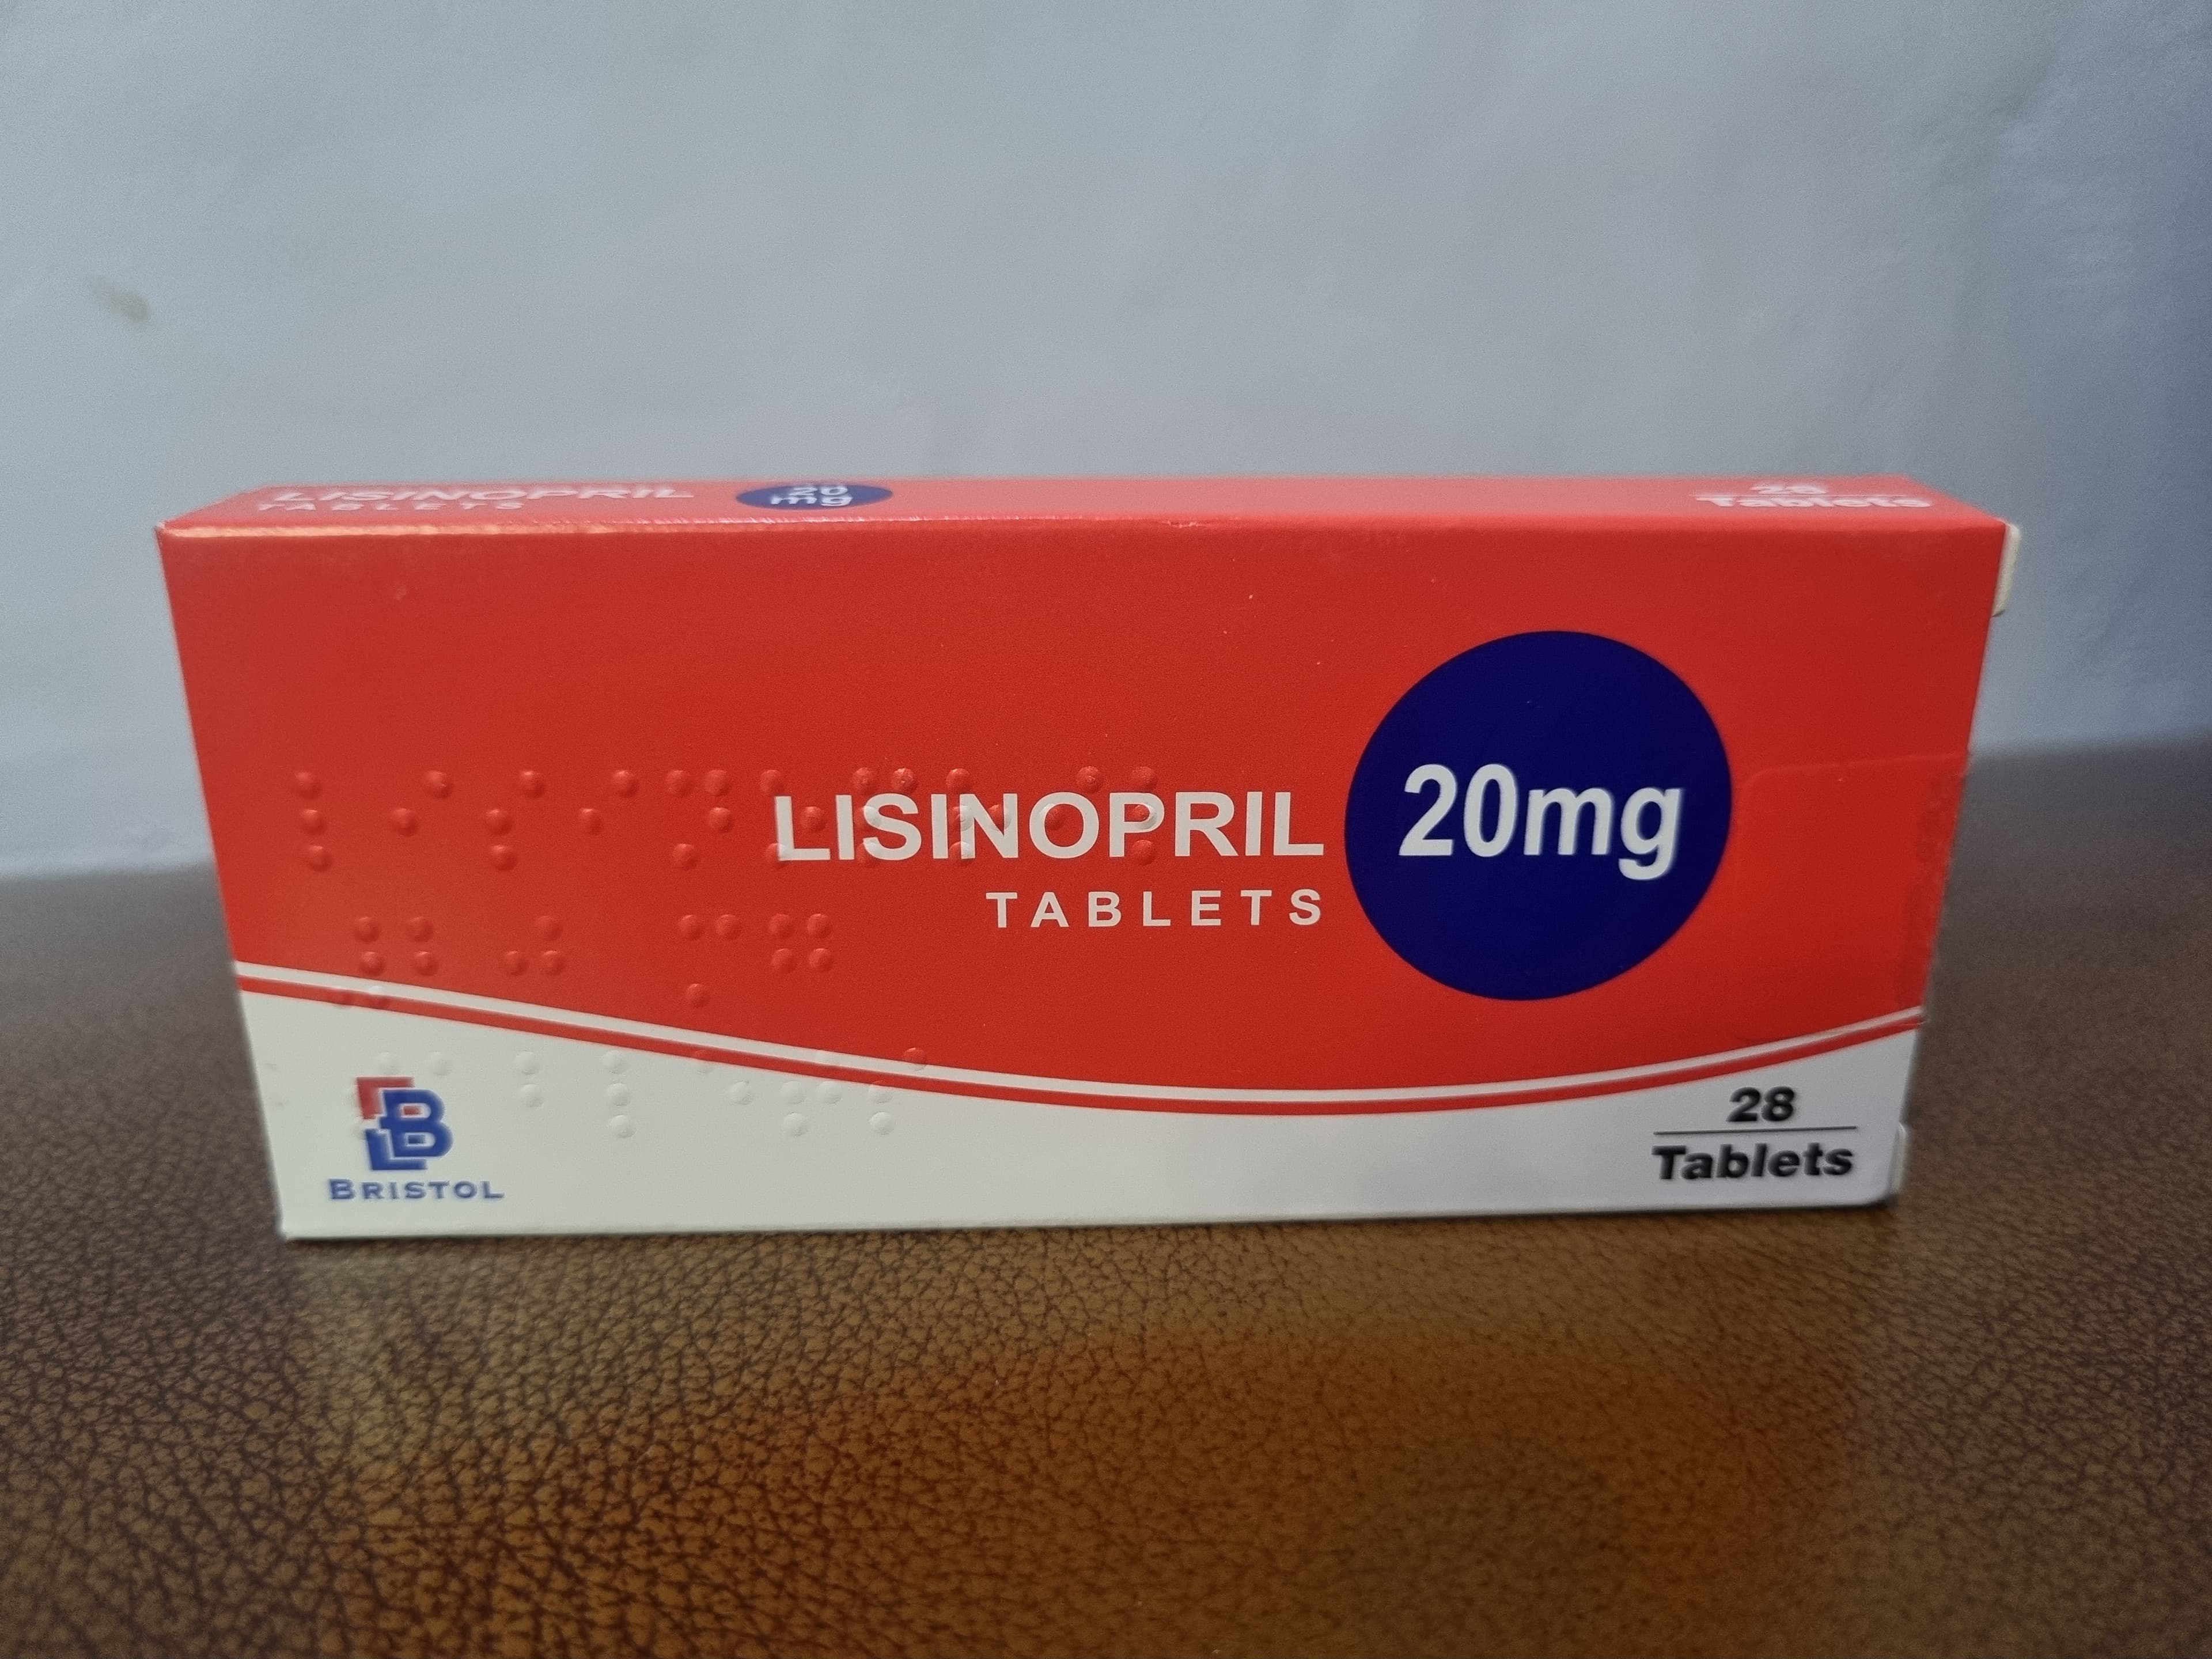 LISINOPRIL
TABLETS
20
mg
28
Tablets
LISINOPRIL
TABLETS
20mg
28
Tablets
B
BRISTOL
⠇⠊⠎⠊⠝⠕⠏⠗⠊⠇
⠼⠃⠚ ⠍⠛
⠞⠁⠃⠇⠑⠞⠎